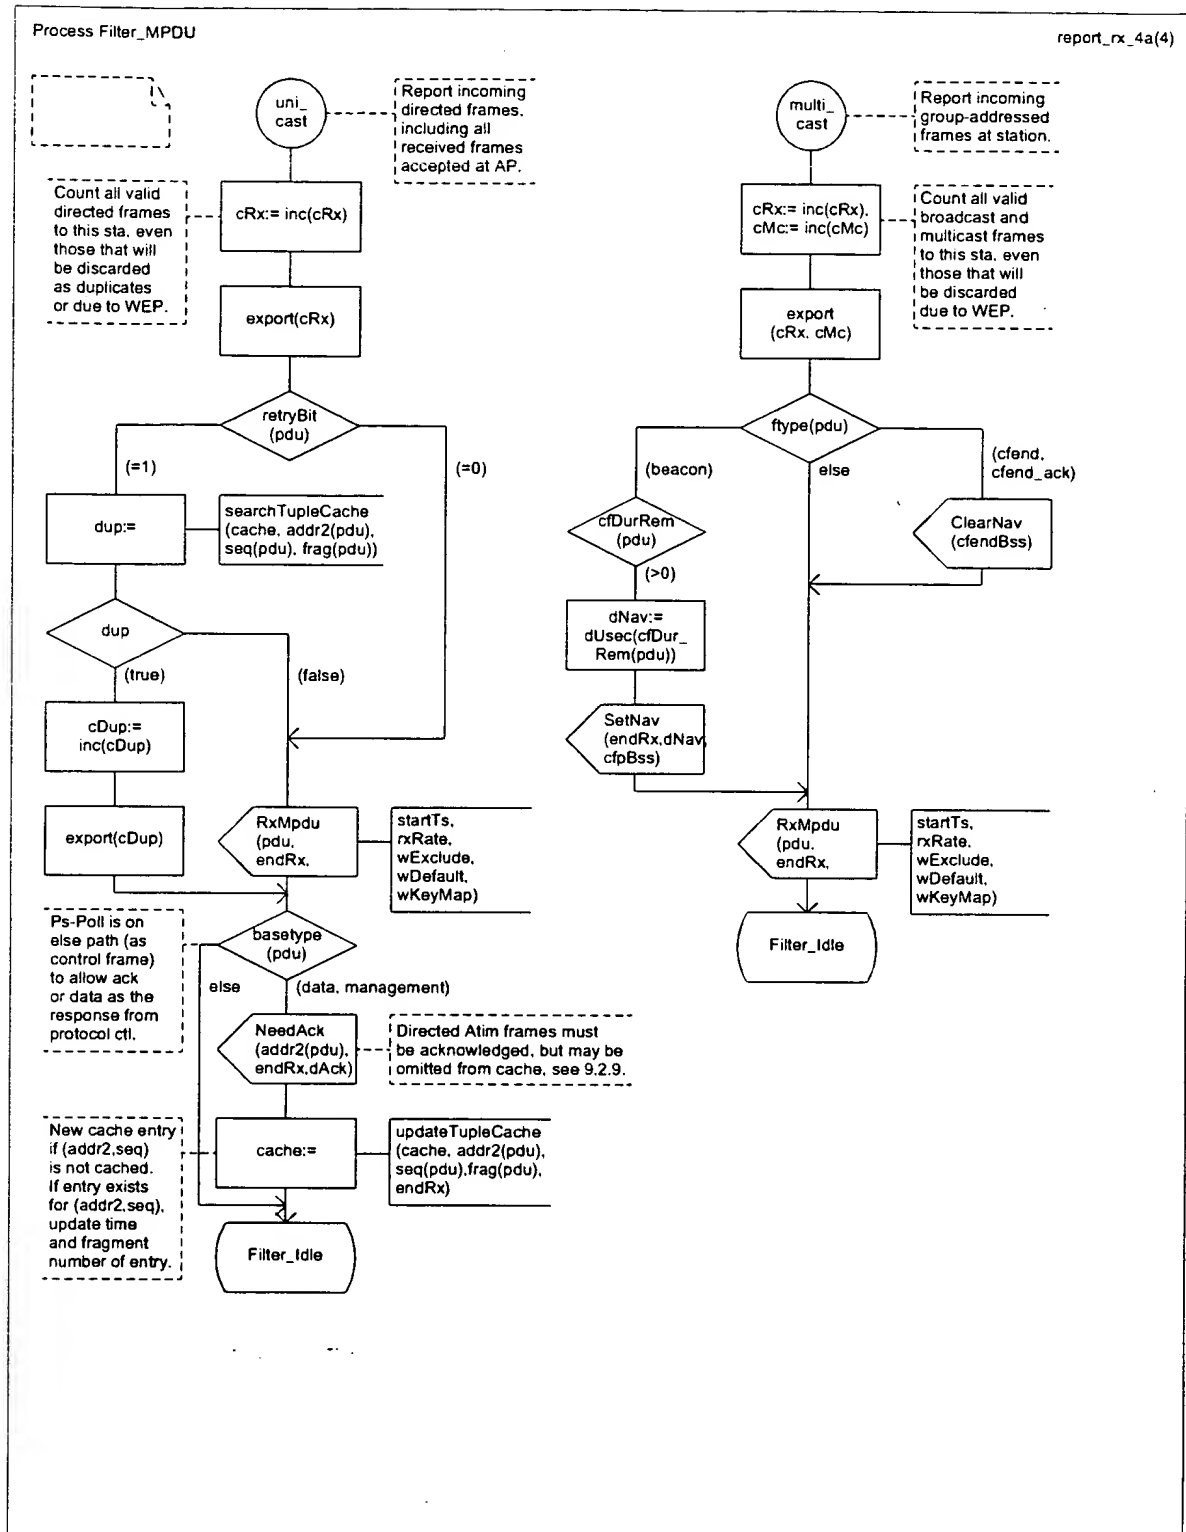 Process Filter_MPDU
report_rx_4a(4)
uni_
cast
Report incoming
directed frames,
including all
received frames
accepted at AP.
Count all valid
directed frames
to this sta, even
those that will
be discarded
as duplicates
or due to WEP.
cRx:= inc(cRx)
export(cRx)
retryBit
(pdu)
(=1)
(=0)
dup:=
searchTupleCache
(cache, addr2(pdu),
seq(pdu), frag(pdu))
dup
(true)
(false)
cDup:=
inc(cDup)
export(cDup)
RxMpdu
(pdu,
endRx,
startTs,
rxRate,
wExclude,
wDefault,
wKeyMap)
Ps-Poll is on
else path (as
control frame)
to allow ack
or data as the
response from
protocol ctl.
basetype
(pdu)
else
(data, management)
NeedAck
(addr2(pdu),
endRx,dAck)
Directed Atim frames must
be acknowledged, but may be
omitted from cache, see 9.2.9.
New cache entry
if (addr2,seq)
is not cached.
If entry exists
for (addr2,seq),
update time
and fragment
number of entry.
cache:=
updateTupleCache
(cache, addr2(pdu),
seq(pdu),frag(pdu),
endRx)
Filter_Idle
multi_
cast
Report incoming
group-addressed
frames at station.
cRx:= inc(cRx),
cMc:= inc(cMc)
Count all valid
broadcast and
multicast frames
to this sta, even
those that will
be discarded
due to WEP.
export
(cRx, cMc)
ftype(pdu)
(beacon)
else
(cfend,
cfend_ack)
cfDurRem
(pdu)
(>0)
ClearNav
(cfendBss)
dNav:=
dUsec(cfDur_
Rem(pdu))
SetNav
(endRx,dNav,
cfpBss)
RxMpdu
(pdu,
endRx,
startTs,
rxRate,
wExclude,
wDefault,
wKeyMap)
Filter_Idle